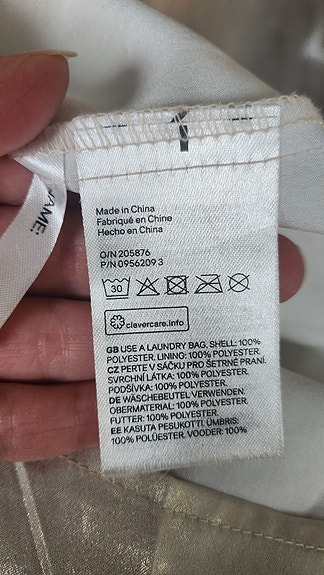 NAME:
Made in China
Fabriqué en Chine
Hecho en China
O/N 205876
P/N 0956209 3
30
clevercare.info
GB USE A LAUNDRY BAG. SHELL: 100%
POLYESTER. LINING: 100% POLYESTER.
CZ PERTE V SÁČKU PRO ŠETRNÉ PRANÍ.
SVRCHNÍ LÁTKA: 100% POLYESTER.
PODŠÍVKA: 100% POLYESTER.
DE WÄSCHEBEUTEL VERWENDEN.
OBERMATERIAL: 100% POLYESTER.
FUTTER: 100% POLYESTER.
EE KASUTA PESUKOTTI. ÜMBRIS:
100% POLÜESTER. VOODER: 100%